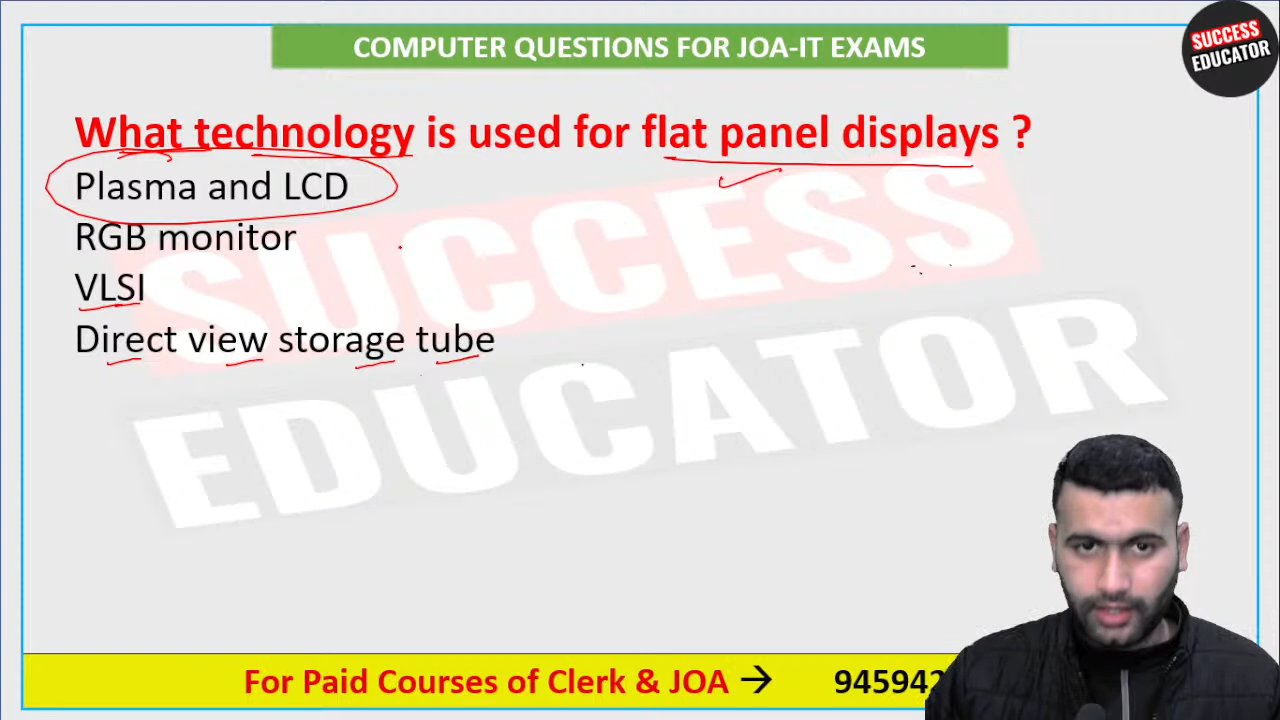 COMPUTER QUESTIONS FOR JOA-IT EXAMS
SUCCESS
EDUCATOR
What technology is used for flat panel displays ?
Plasma and LCD
RGB monitor
VLSI
Direct view storage tube
SUCCESS
EDUCATOR
For Paid Courses of Clerk & JOA → 94594